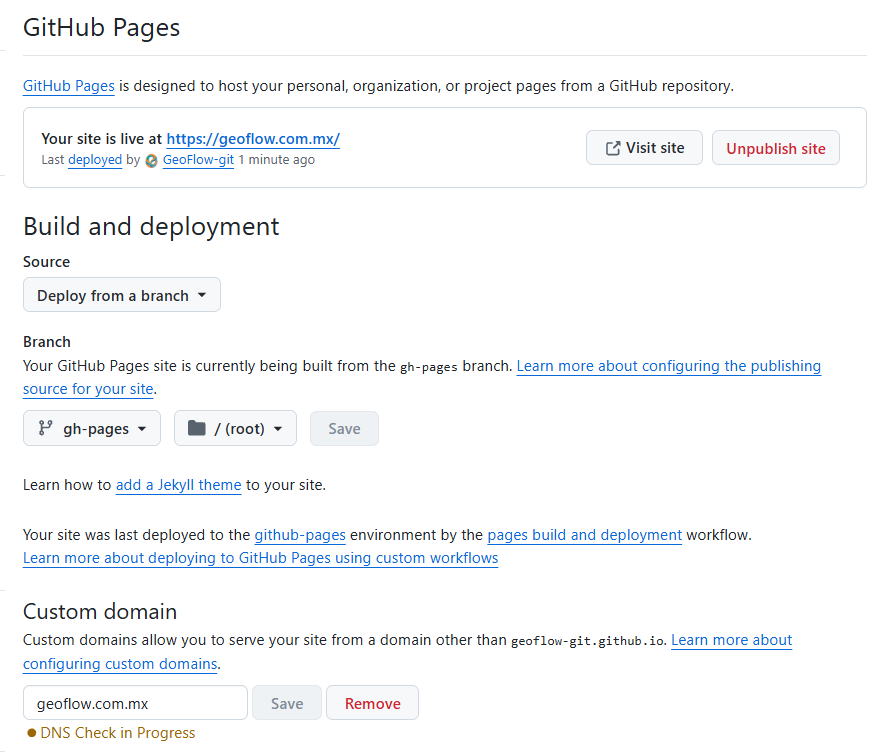 GitHub Pages
GitHub Pages is designed to host your personal, organization, or project pages from a GitHub repository.
Your site is live at https://geoflow.com.mx/
Last deployed by GeoFlow-git 1 minute ago
Visit site
Unpublish site
Build and deployment
Source
Deploy from a branch
Branch
Your GitHub Pages site is currently being built from the gh-pages branch. Learn more about configuring the publishing
source for your site.
gh-pages
/ (root)
Save
Learn how to add a Jekyll theme to your site.
Your site was last deployed to the github-pages environment by the pages build and deployment workflow.
Learn more about deploying to GitHub Pages using custom workflows
Custom domain
Custom domains allow you to serve your site from a domain other than geoflow-git.github.io. Learn more about
configuring custom domains.
geoflow.com.mx
Save
Remove
DNS Check in Progress